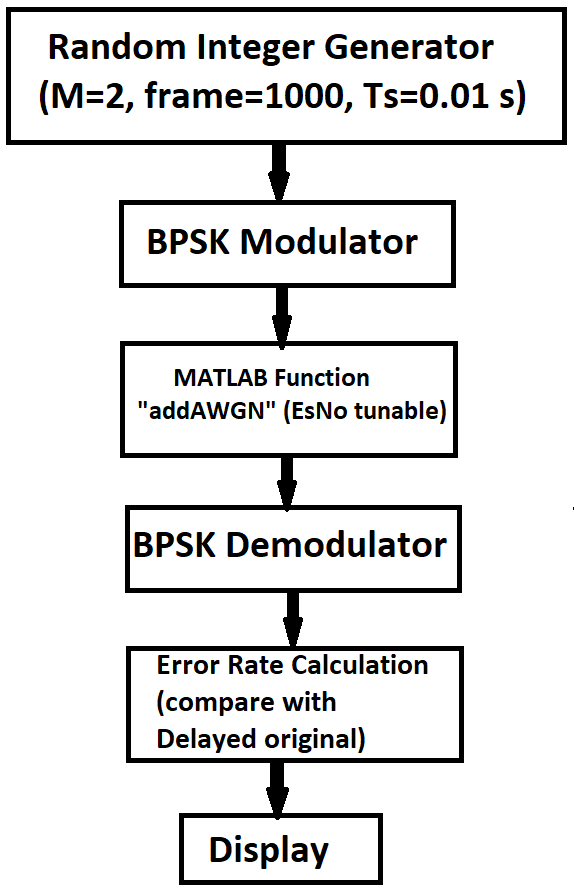 Random Integer Generator
(M=2, frame=1000, Ts=0.01 s)
BPSK Modulator
MATLAB Function
"addAWGN" (EsNo tunable)
BPSK Demodulator
Error Rate Calculation
(compare with
Delayed original)
Display